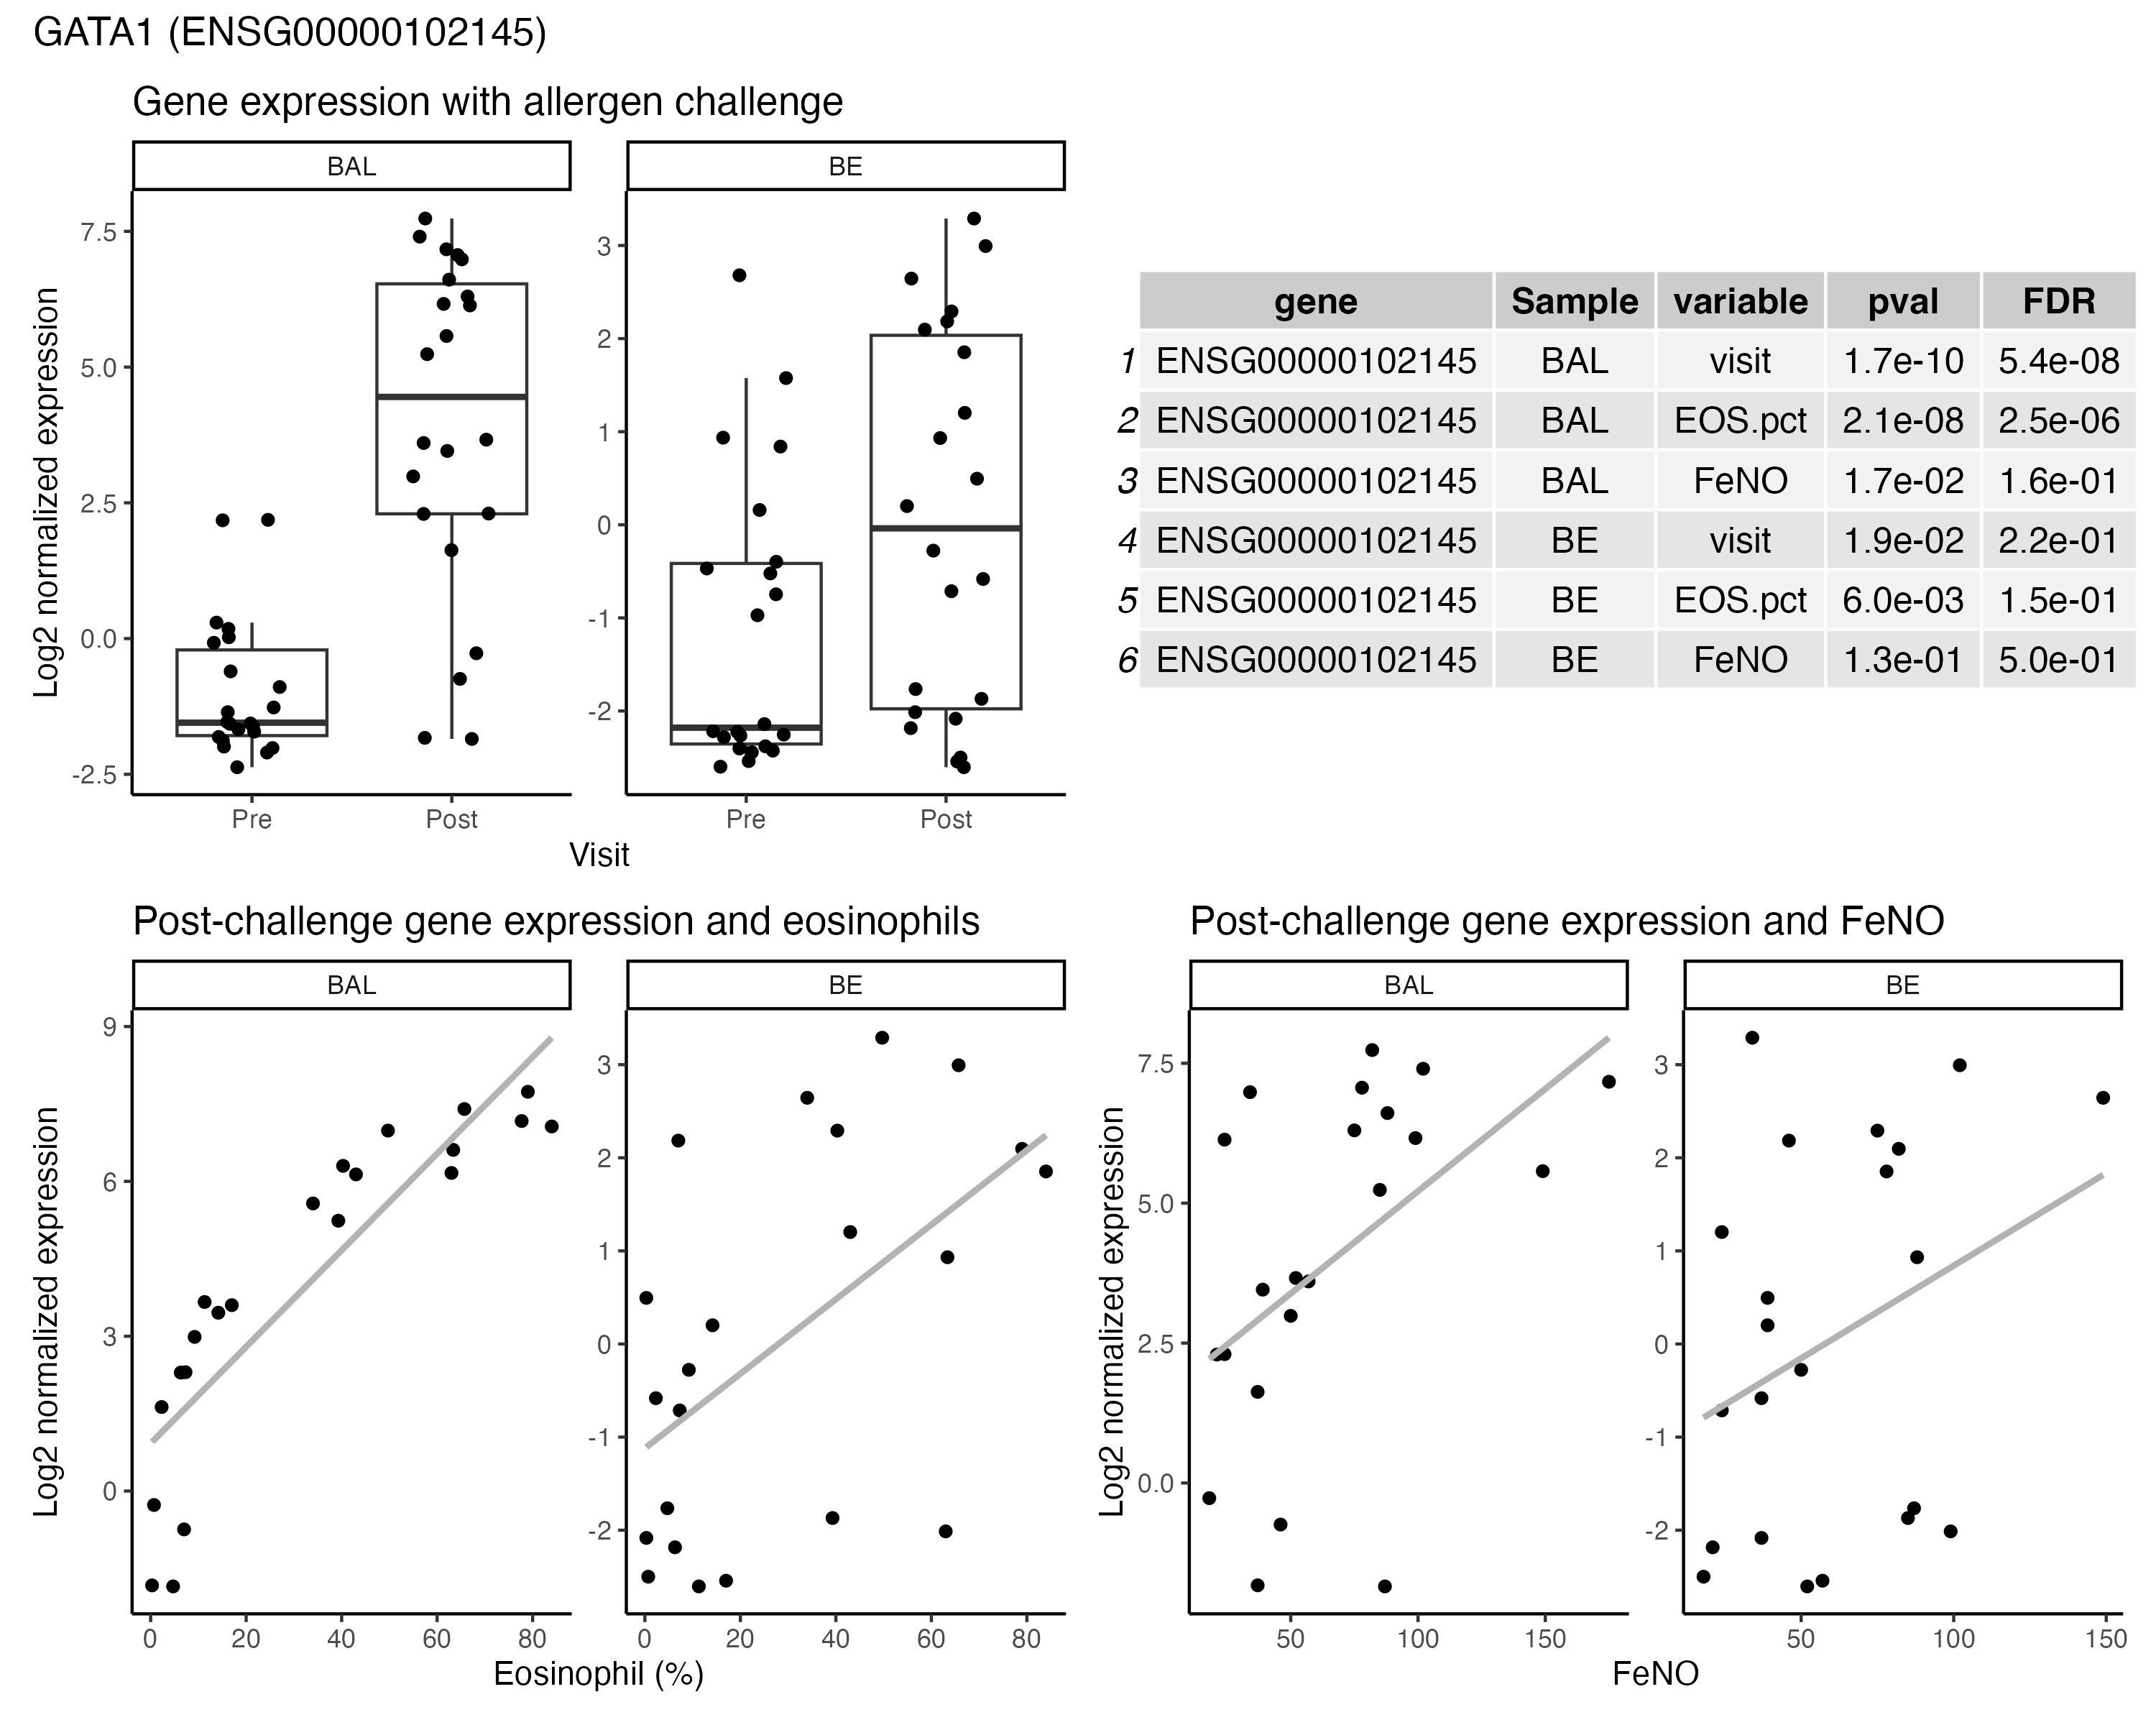 GATA1 (ENSG00000102145)
Gene expression with allergen challenge
BAL
BE
Log2 normalized expression
7.5
5.0
2.5
0.0
-2.5
3
2
1
0
-1
-2
Pre
Post
Pre
Post
Visit
gene Sample variable pval FDR
1 ENSG00000102145 BAL visit 1.7e-10 5.4e-08
2 ENSG00000102145 BAL EOS.pct 2.1e-08 2.5e-06
3 ENSG00000102145 BAL FeNO 1.7e-02 1.6e-01
4 ENSG00000102145 BE visit 1.9e-02 2.2e-01
5 ENSG00000102145 BE EOS.pct 6.0e-03 1.5e-01
6 ENSG00000102145 BE FeNO 1.3e-01 5.0e-01
Post-challenge gene expression and eosinophils
BAL
BE
Log2 normalized expression
9
6
3
0
3
2
1
0
-1
-2
0 20 40 60 80
0 20 40 60 80
Eosinophil (%)
Post-challenge gene expression and FeNO
BAL
BE
Log2 normalized expression
7.5
5.0
2.5
0.0
3
2
1
0
-1
-2
50 100 150
50 100 150
FeNO